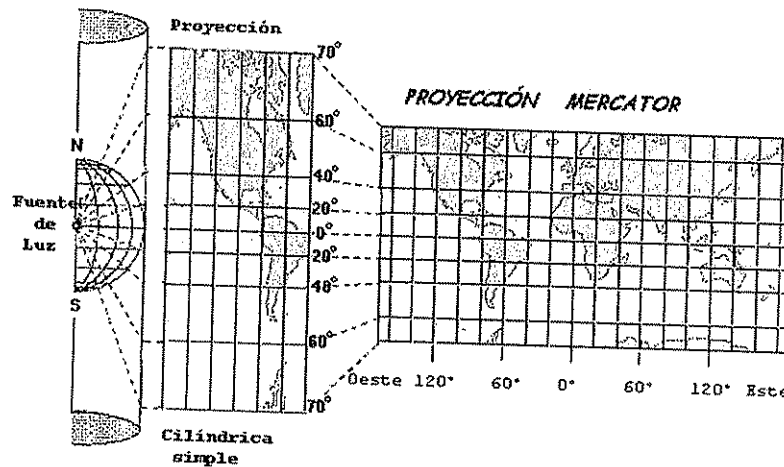 Proyección
PROYECCIÓN MERCATOR
N
Fuente
de
Luz
S
70°
60°
40°
20°
0°
20°
40°
60°
70°
Oeste 120° 60° 0° 60° 120° Este
Cilíndrica
simple